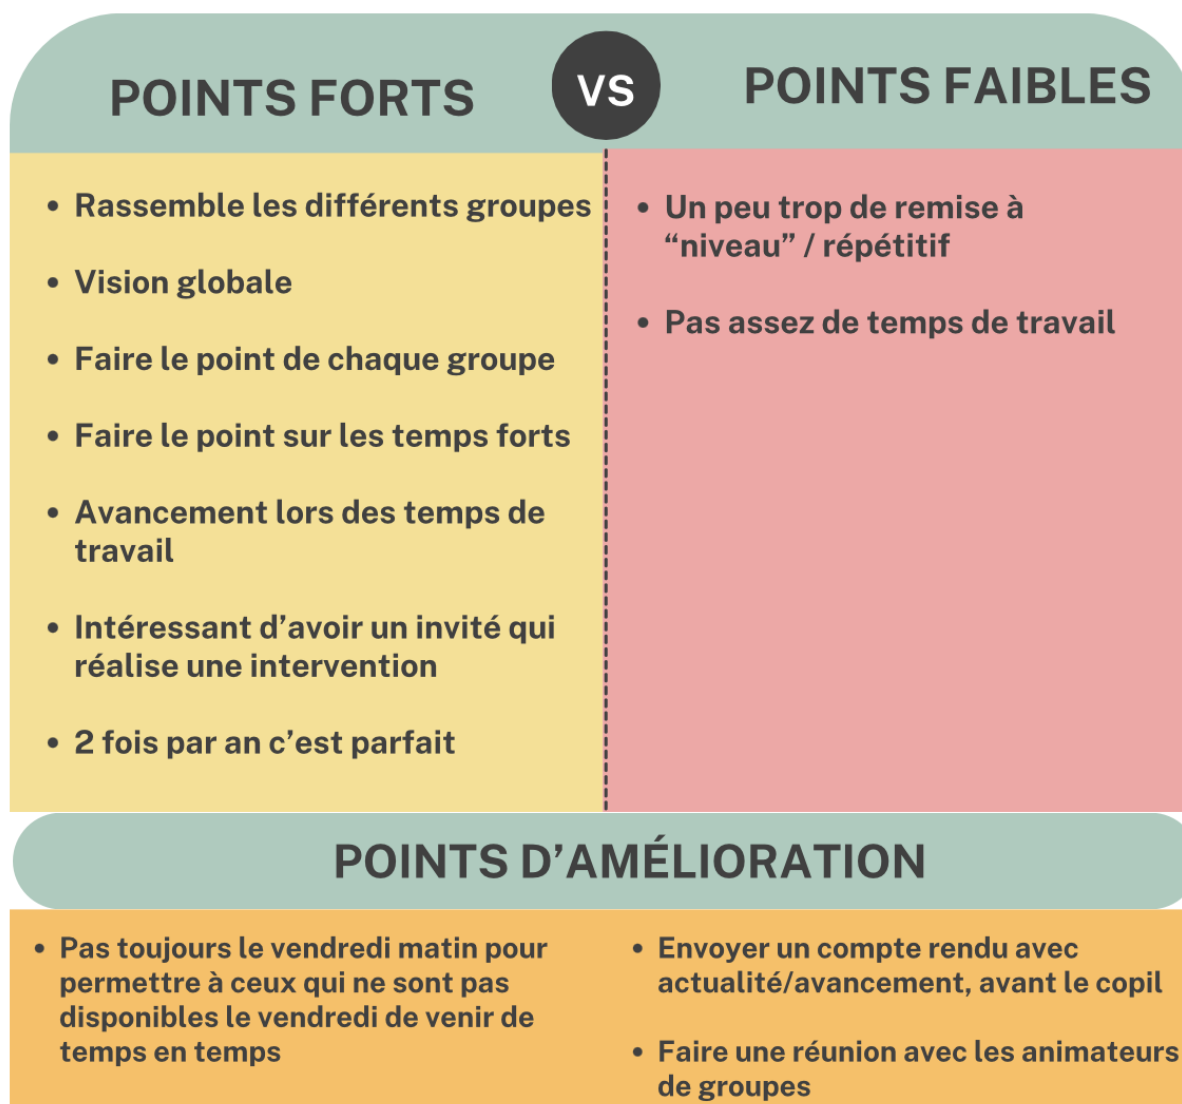 POINTS FORTS
VS
POINTS FAIBLES
• Rassemble les différents groupes
• Vision globale
• Faire le point de chaque groupe
• Faire le point sur les temps forts
• Avancement lors des temps de
travail
• Intéressant d’avoir un invité qui
réalise une intervention
• 2 fois par an c’est parfait
• Un peu trop de remise à
“niveau” / répétitif
• Pas assez de temps de travail
POINTS D’AMÉLIORATION
• Pas toujours le vendredi matin pour
permettre à ceux qui ne sont pas
disponibles le vendredi de venir de
temps en temps
• Envoyer un compte rendu avec
actualité/avancement, avant le copil
• Faire une réunion avec les animateurs
de groupes